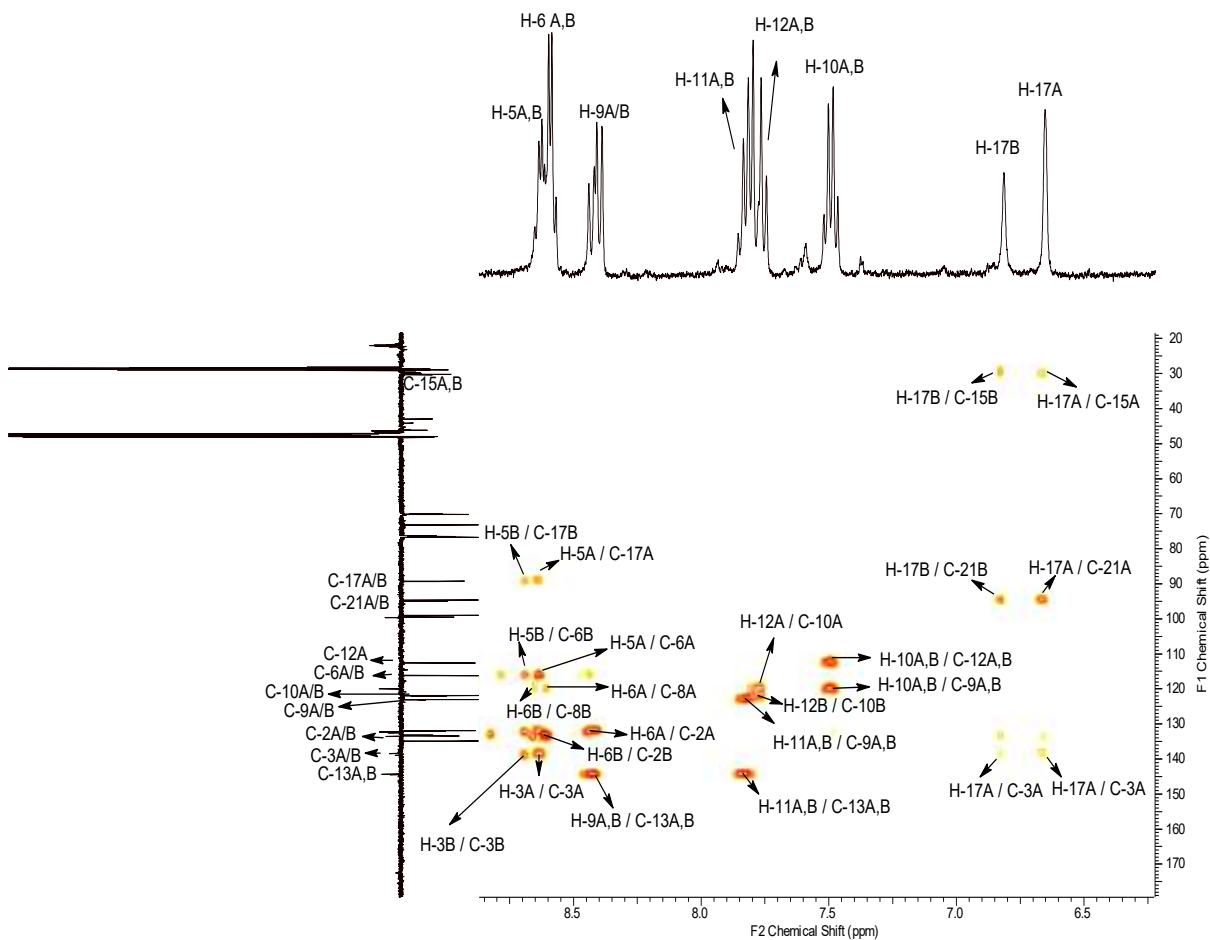 H-6 A,B
H-12A,B
H-11A,B
H-10A,B
H-17A
H-5A,B
H-9A/B
H-17B
20
30
40
50
60
70
80
90
100
110
120
130
140
150
160
170
F1 Chemical Shift (ppm)
C-15A,B
H-17B / C-15B
H-17A / C-15A
H-5B / C-17B
H-5A / C-17A
C-17A/B
H-17B / C-21B
H-17A / C-21A
C-21A/B
H-12A / C-10A
H-5B / C-6B
H-5A / C-6A
C-12A
H-10A,B / C-12A,B
C-6A/B
H-10A,B / C-9A,B
C-10A/B
H-6A / C-8A
H-12B / C-10B
C-9A/B
H-6B / C-8B
C-2A/B
H-6A / C-2A
H-11A,B / C-9A,B
C-3A/B
H-6B / C-2B
C-13A,B
H-3A / C-3A
H-17A / C-3A
H-17A / C-3A
H-11A,B / C-13A,B
H-9A,B / C-13A,B
H-3B / C-3B
8.5
8.0
7.5
7.0
6.5
F2 Chemical Shift (ppm)